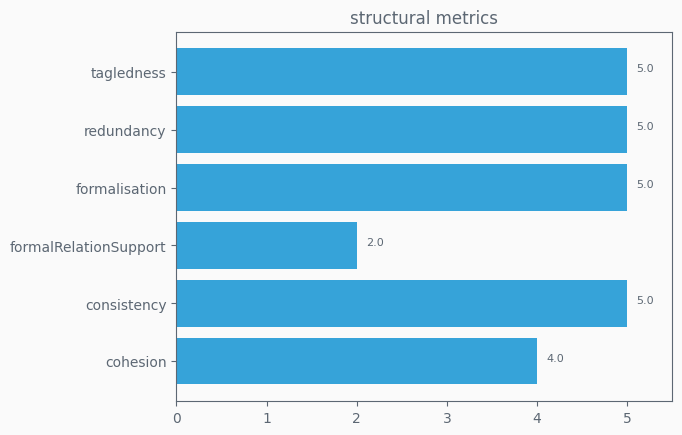 structural metrics
tagledness
5.0
redundancy
5.0
formalisation
5.0
formalRelationSupport
2.0
consistency
5.0
cohesion
4.0
0 1 2 3 4 5